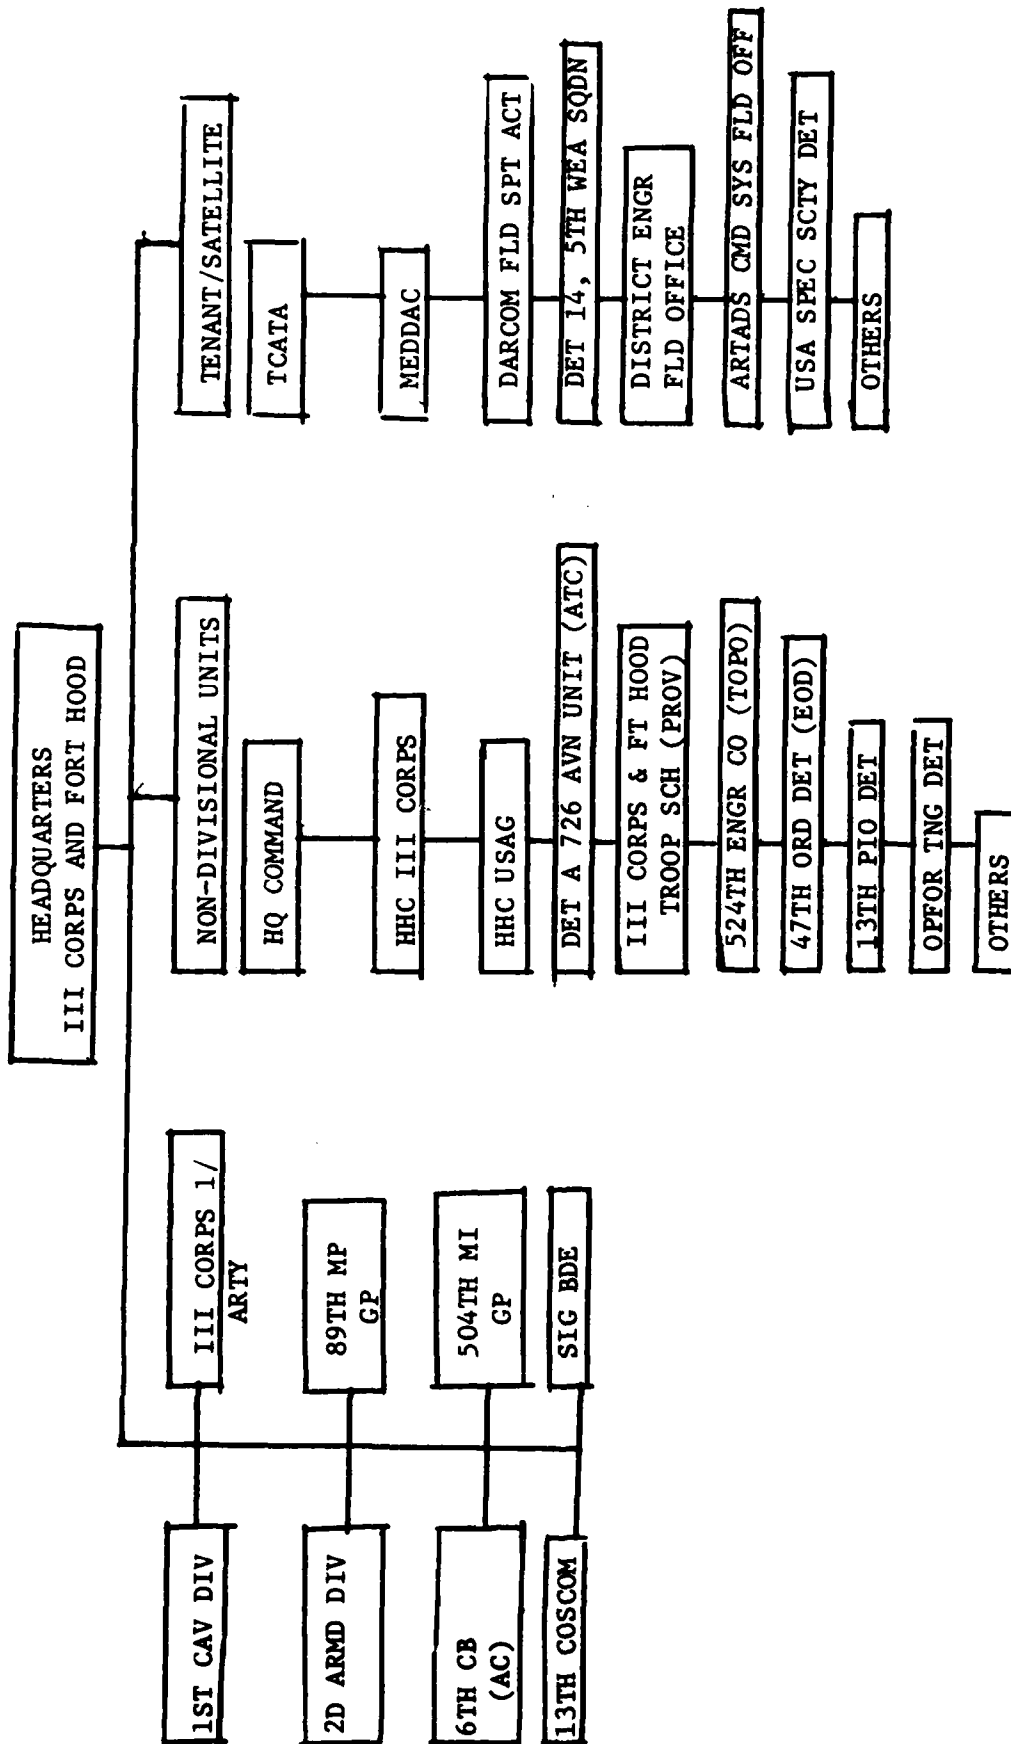 HEADQUARTERS
III CORPS AND FORT HOOD
1ST CAV DIV
III CORPS 1/
ARTY
2D ARMD DIV
89TH MP
GP
6TH CB
(AC)
504TH MI
GP
13TH COSCOM
SIG BDE
NON-DIVISIONAL UNITS
HQ COMMAND
HHC III CORPS
HHC USAG
DET A 726 AVN UNIT (ATC)
III CORPS & FT HOOD
TROOP SCH (PROV)
524TH ENGR CO (TOPO)
47TH ORD DET (EOD)
13TH PIO DET
OPFOR TNG DET
OTHERS
TENANT/SATELLITE
TCATA
MEDDAC
DARCOM FLD SPT ACT
DET 14, 5TH WEA SQDN
DISTRICT ENGR
FLD OFFICE
ARTADS CMD SYS FLD OFF
USA SPEC SCTY DET
OTHERS